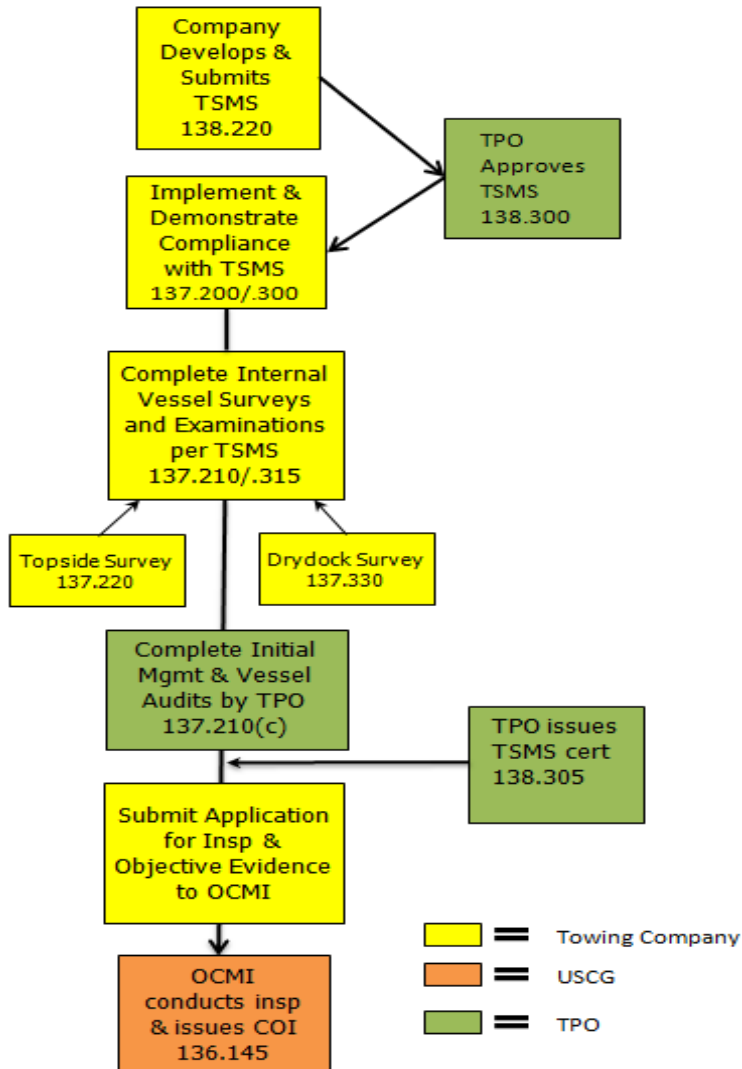 Company
Develops &
Submits
TSMS
138.220
TPO
Approves
TSMS
138.300
Implement &
Demonstrate
Compliance
with TSMS
137.200/.300
Complete Internal
Vessel Surveys
and Examinations
per TSMS
137.210/.315
Topside Survey
137.220
Drydock Survey
137.330
Complete Initial
Mgmt & Vessel
Audits by TPO
137.210(c)
TPO issues
TSMS cert
138.305
Submit Application
for Insp &
Objective Evidence
to OCMI
OCMI
conducts insp
& issues COI
136.145
= Towing Company
= USCG
= TPO